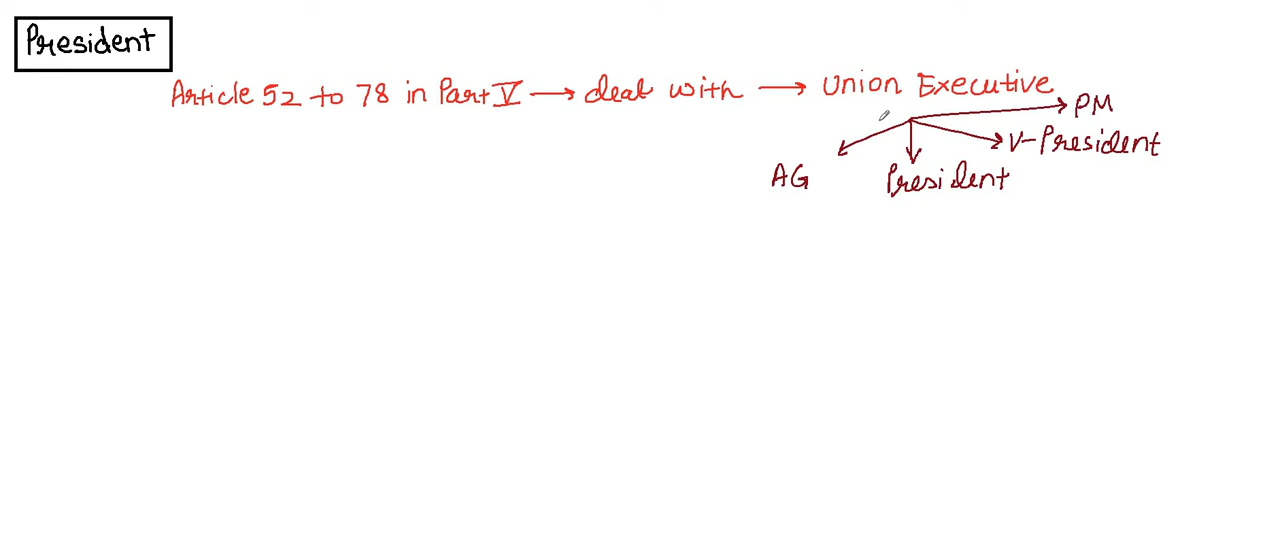 President
Article 52 to 78 in Part V → deal with → Union Executive
PM
V-President
AG
President